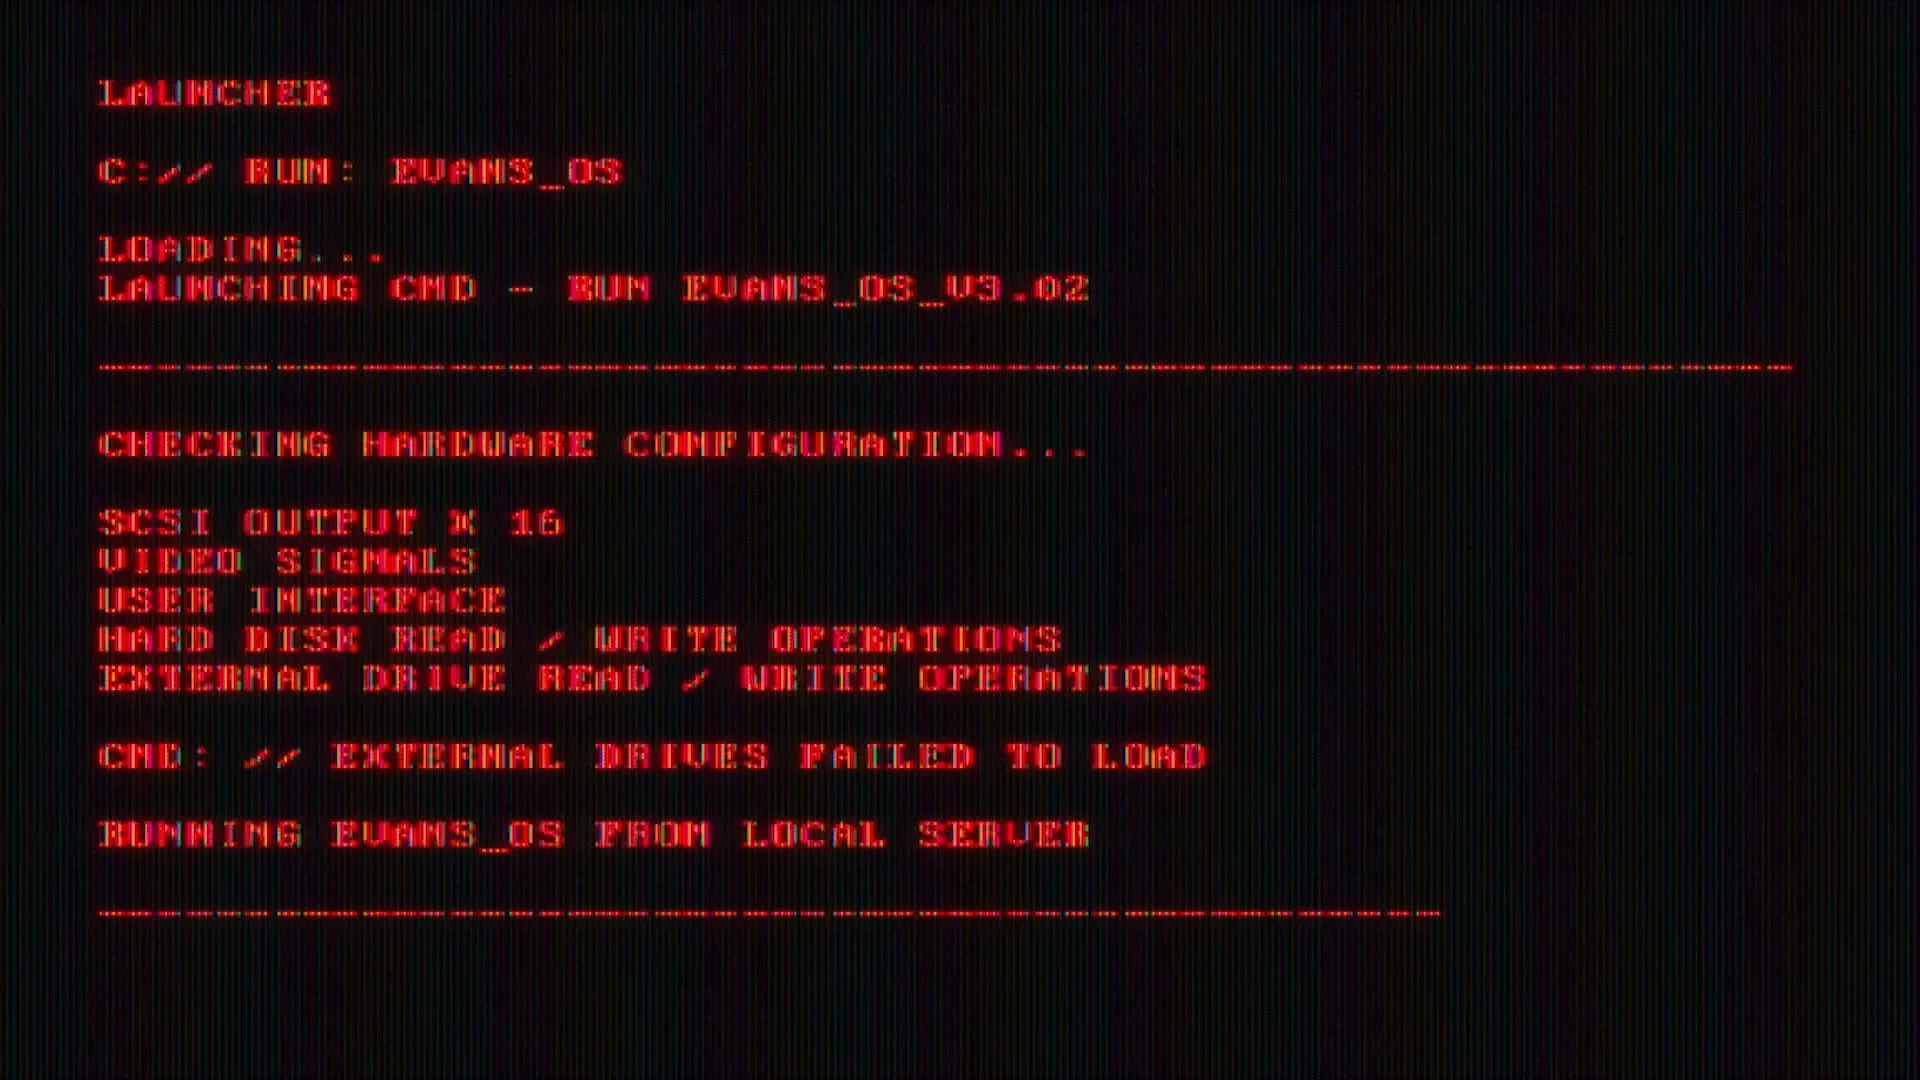 LAUNCHER
C:// RUN: EVANS_OS
LOADING...
LAUNCHING CMD - RUN EVANS_OS_V3.02
CHECKING HARDWARE CONFIGURATION...
SCSI OUTPUT X 16
VIDEO SIGNALS
USER INTERFACE
HARD DISK READ / WRITE OPERATIONS
EXTERNAL DRIVE READ / WRITE OPERATIONS
CMD: // EXTERNAL DRIVES FAILED TO LOAD
RUNNING EVANS_OS FROM LOCAL SERVER